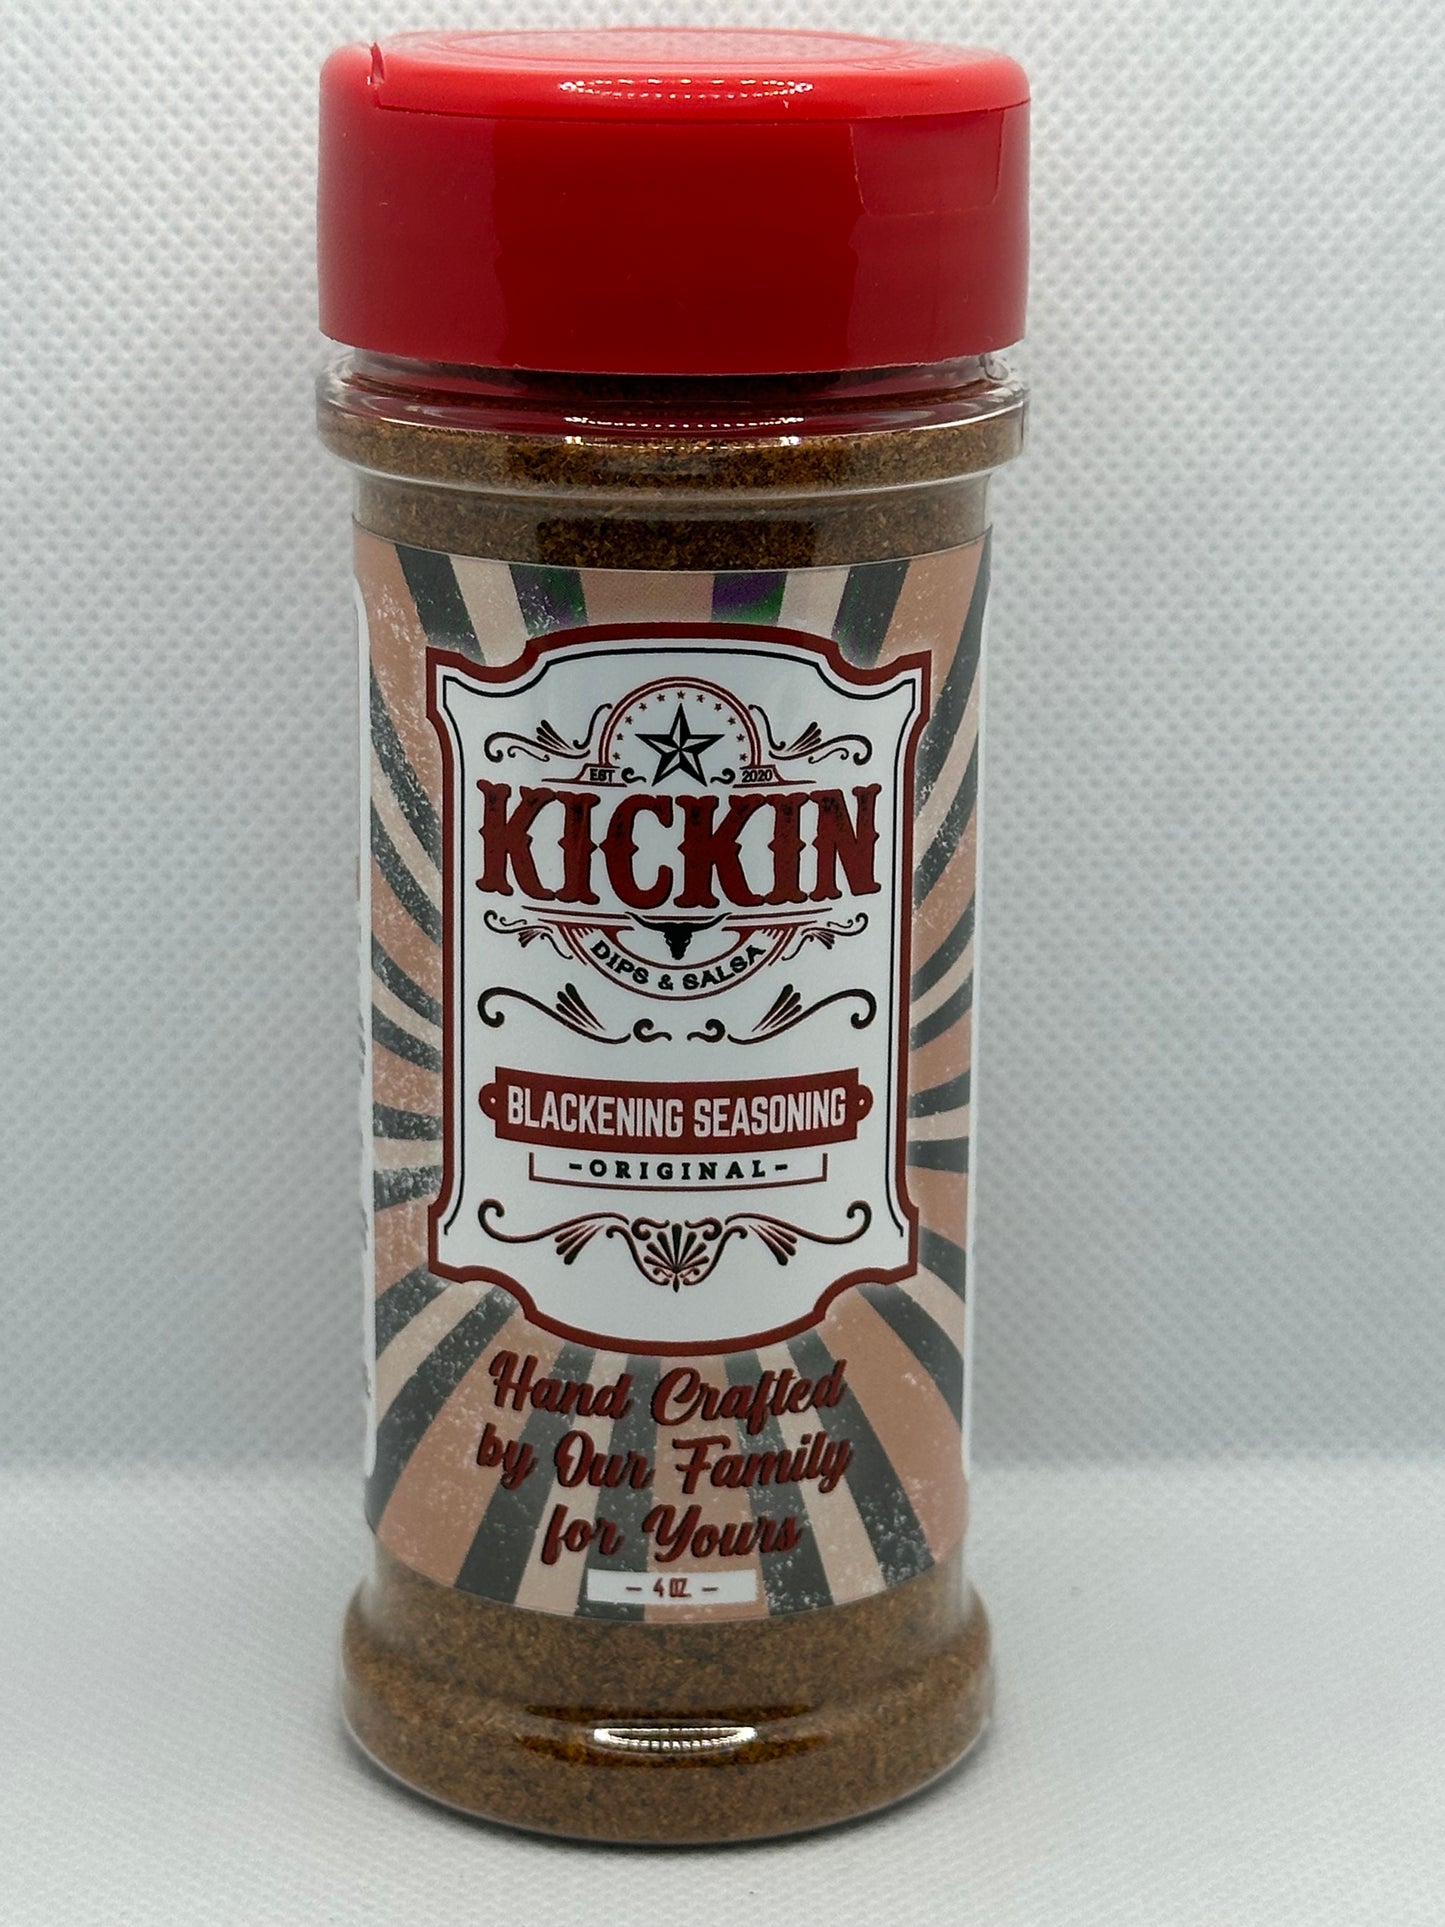 EST 2020
KICKIN
DIPS & SALSA
BLACKENING SEASONING
-ORIGINAL-
Hand Crafted
by Our Family
for Yours
- 4 OZ. -